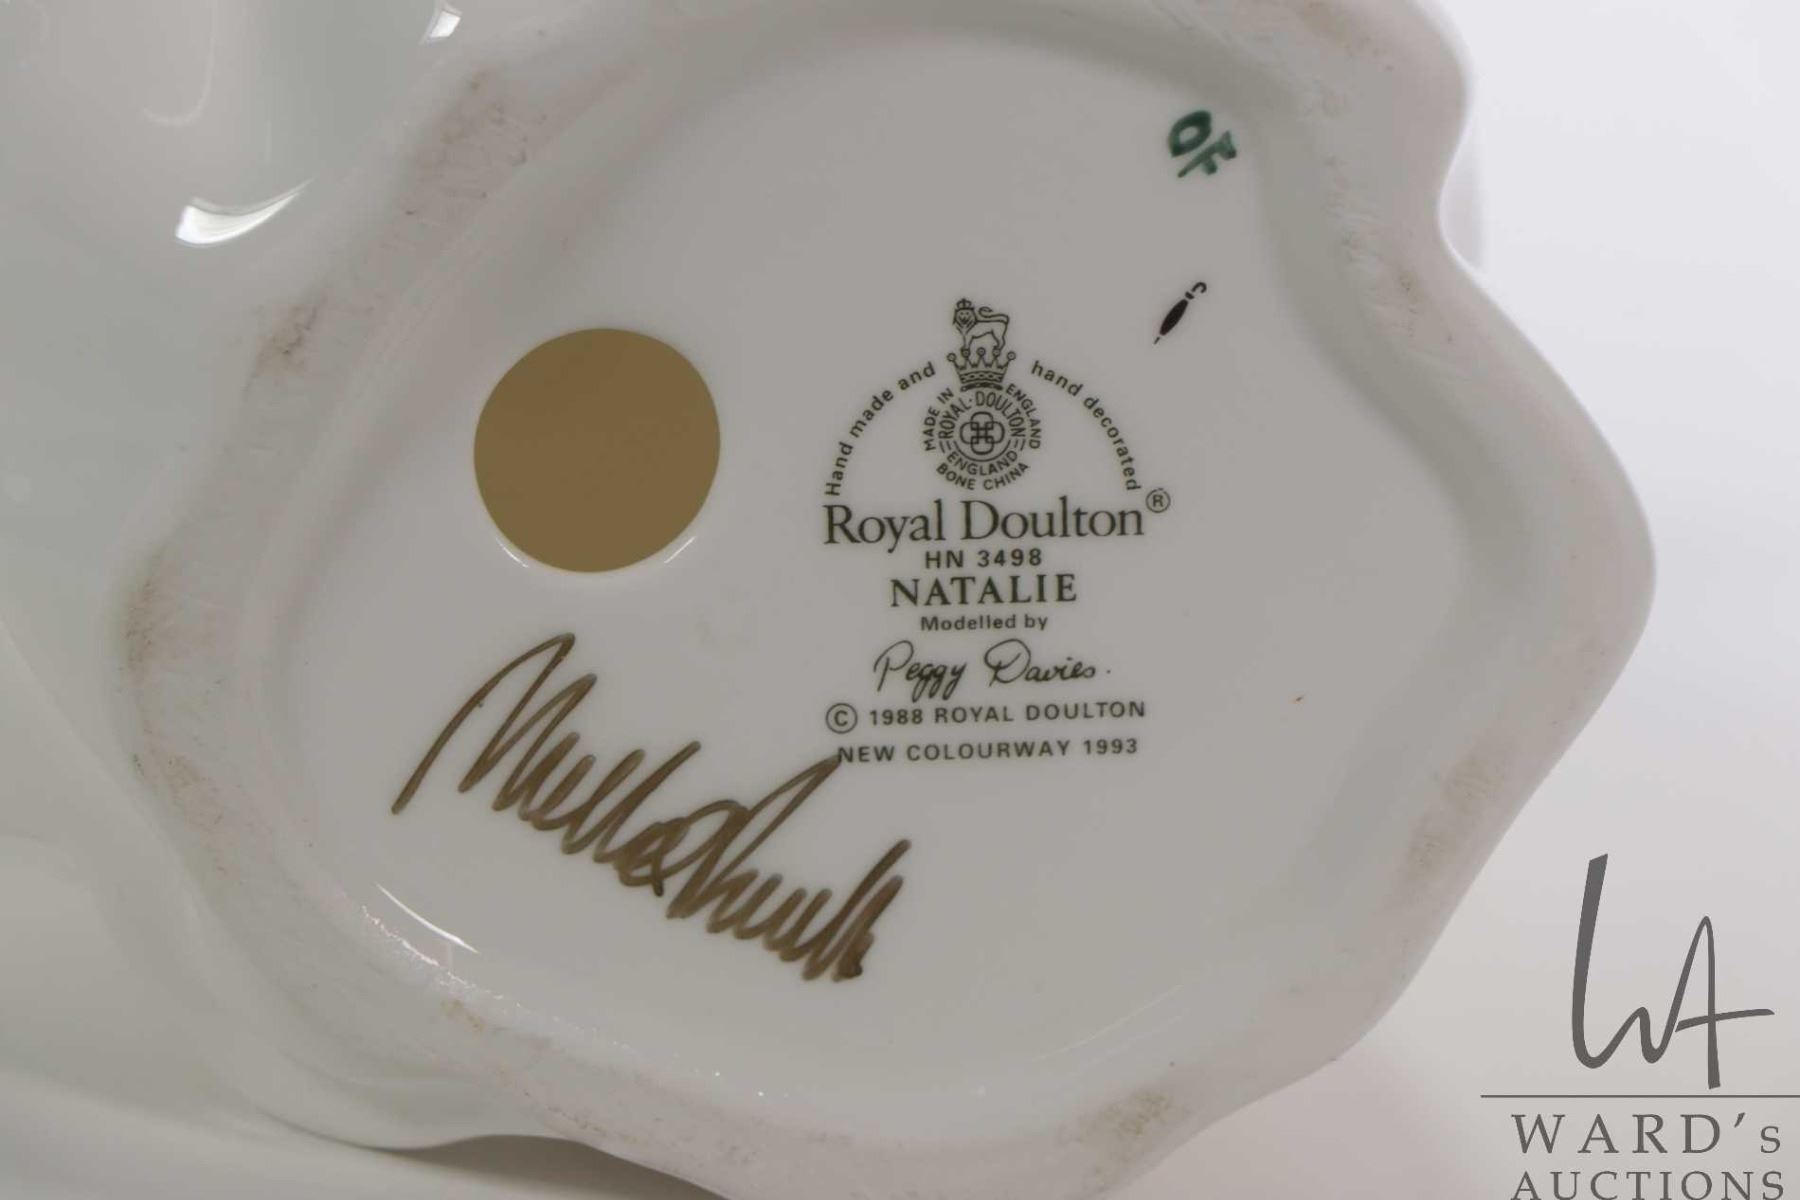 OF
Hand made and hand decorated
MADE IN ENGLAND
ROYAL·DOULTON
ENGLAND
BONE CHINA
Royal Doulton®
HN 3498
NATALIE
Modelled by
Peggy Davies.
© 1988 ROYAL DOULTON
NEW COLOURWAY 1993
WA
WARD's
AUCTIONS